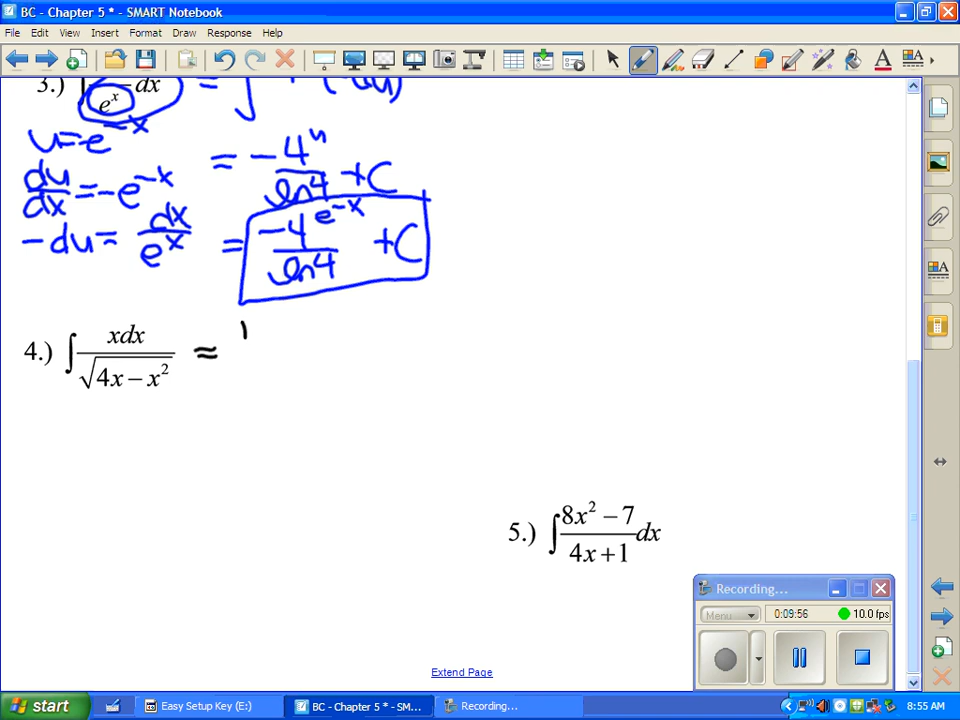 BC - Chapter 5 * - SMART Notebook
File Edit View Insert Format Draw Response Help
3.) ∫ e^x dx = ∫ 4
u=e^-x
du/dx = -e^-x
-du = dx/e^x
= -4^u/ln4 +C
= -4^e^-x/ln4 +C
4.) ∫ xdx/√(4x − x²) ≈
5.) ∫ (8x² − 7)/(4x + 1) dx
Recording...
Menu
0:09:56
10.0 fps
Extend Page
start
Easy Setup Key (E:)
BC - Chapter 5 * - SM...
Recording...
8:55 AM